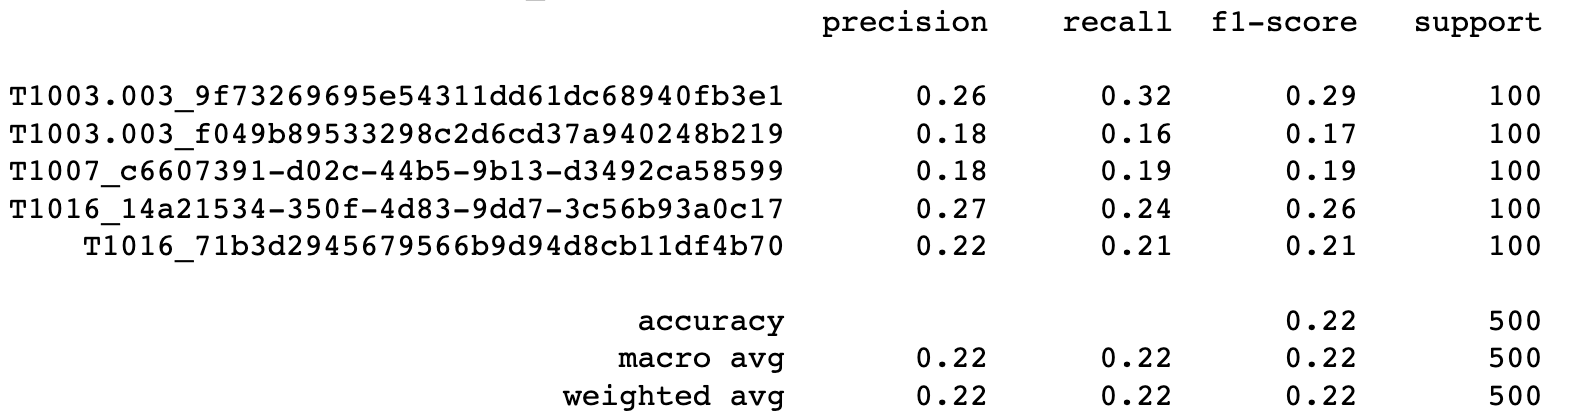 precision recall f1-score support
T1003.003_9f73269695e54311dd61dc68940fb3e1 0.26 0.32 0.29 100
T1003.003_f049b89533298c2d6cd37a940248b219 0.18 0.16 0.17 100
T1007_c6607391-d02c-44b5-9b13-d3492ca58599 0.18 0.19 0.19 100
T1016_14a21534-350f-4d83-9dd7-3c56b93a0c17 0.27 0.24 0.26 100
T1016_71b3d2945679566b9d94d8cb11df4b70 0.22 0.21 0.21 100
accuracy 0.22 500
macro avg 0.22 0.22 0.22 500
weighted avg 0.22 0.22 0.22 500